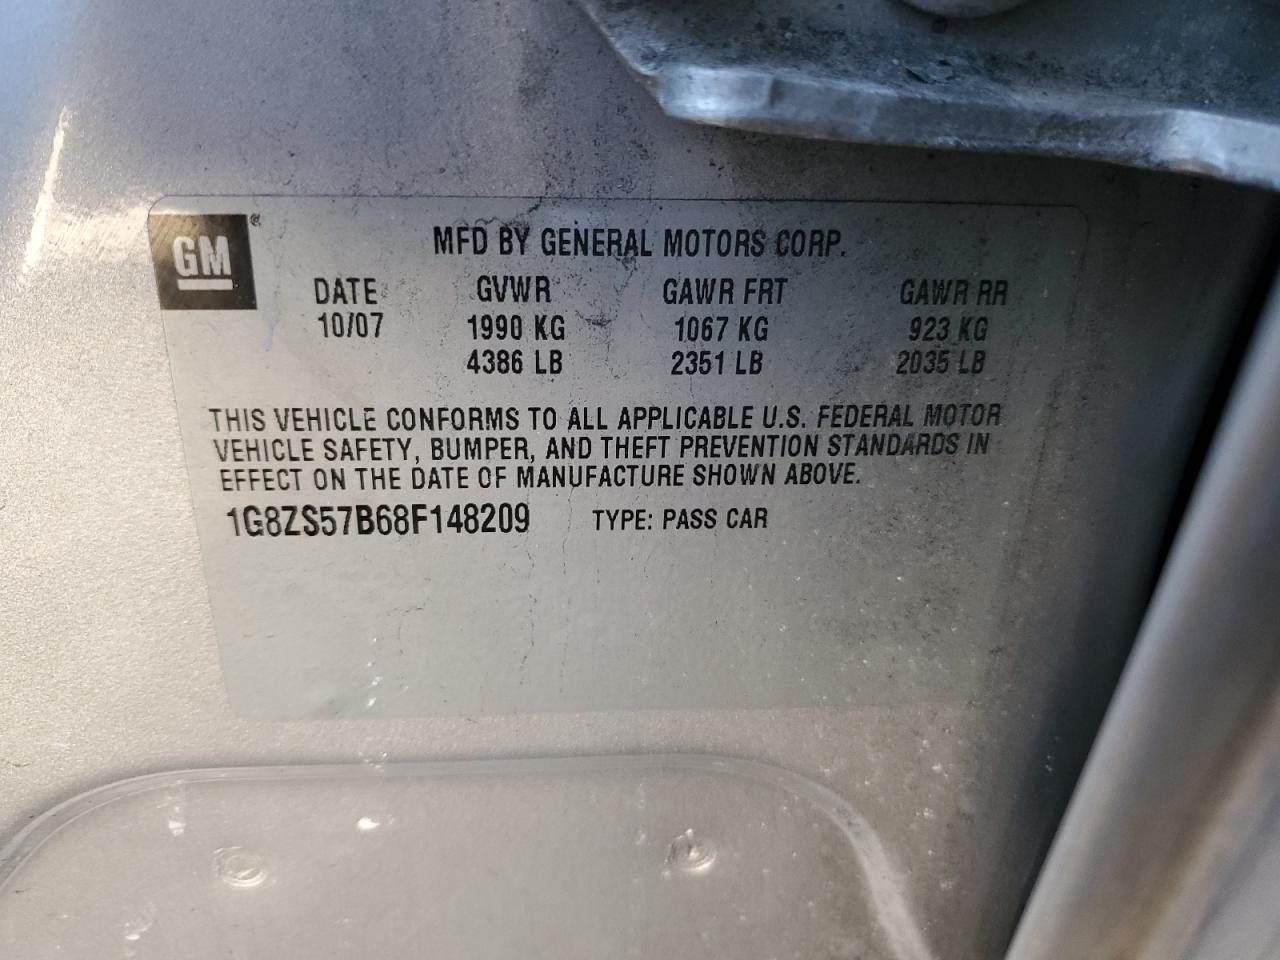 GM®
MFD BY GENERAL MOTORS CORP.
DATE GVWR GAWR FRT GAWR RR
10/07 1990 KG 1067 KG 923 KG
4386 LB 2351 LB 2035 LB
THIS VEHICLE CONFORMS TO ALL APPLICABLE U.S. FEDERAL MOTOR
VEHICLE SAFETY, BUMPER, AND THEFT PREVENTION STANDARDS IN
EFFECT ON THE DATE OF MANUFACTURE SHOWN ABOVE.
1G8ZS57B68F148209 TYPE: PASS CAR